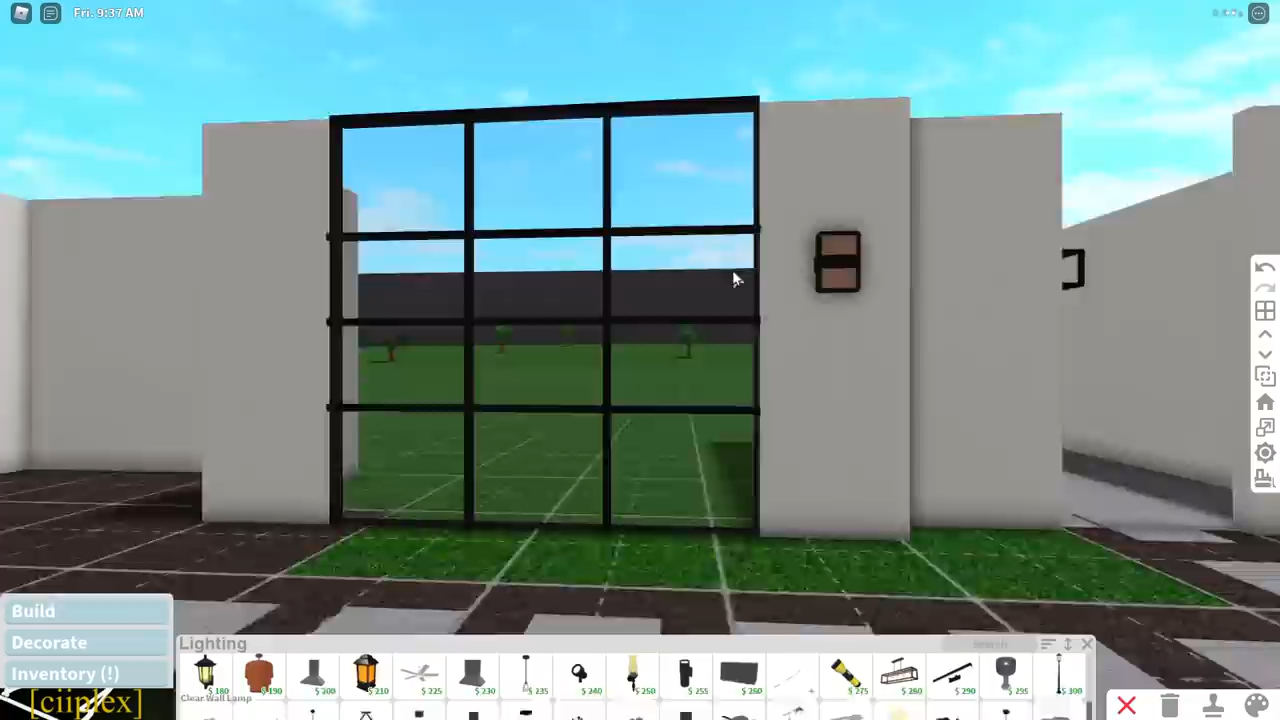 Fri. 9:37 AM
Build
Decorate
Inventory (!)
[ciiplex]
Lighting
Search
$ 180
$ 190
$ 200
$ 210
$ 225
$ 230
$ 235
$ 240
$ 250
$ 255
$ 260
$ 275
$ 280
$ 290
$ 295
$ 300
Clear Wall Lamp